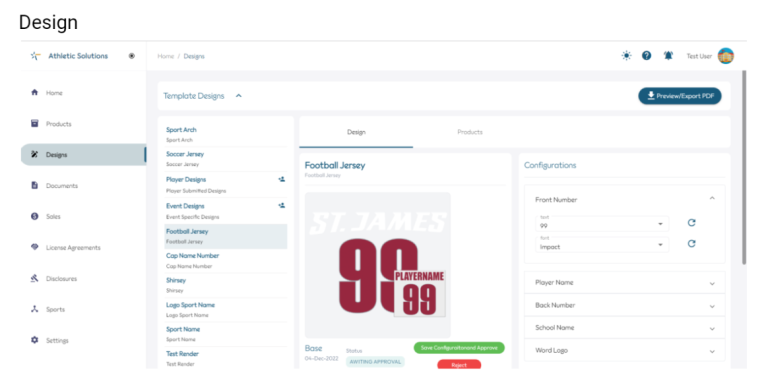 Design
Athletic Solutions
Home / Designs
Test User
Home
Products
Designs
Documents
Sales
License Agreements
Disclosures
Sports
Settings
Template Designs
Preview/Export PDF
Sport Arch
Sport Arch
Soccer Jersey
Soccer Jersey
Player Designs
Player Submitted Designs
Event Designs
Event Specific Designs
Football Jersey
Football Jersey
Cap Name Number
Cap Name Number
Shirsey
Shirsey
Logo Sport Name
Logo Sport Name
Sport Name
Sport Name
Test Render
Test Render
Design
Products
Football Jersey
Football Jersey
ST. JAMES
99
PLAYERNAME
99
Base
04-Dec-2022
Status
AWITING-APPROVAL
Save Configurationsand Approve
Reject
Configurations
Front Number
Text
99
Font
Impact
Player Name
Back Number
School Name
Word Logo